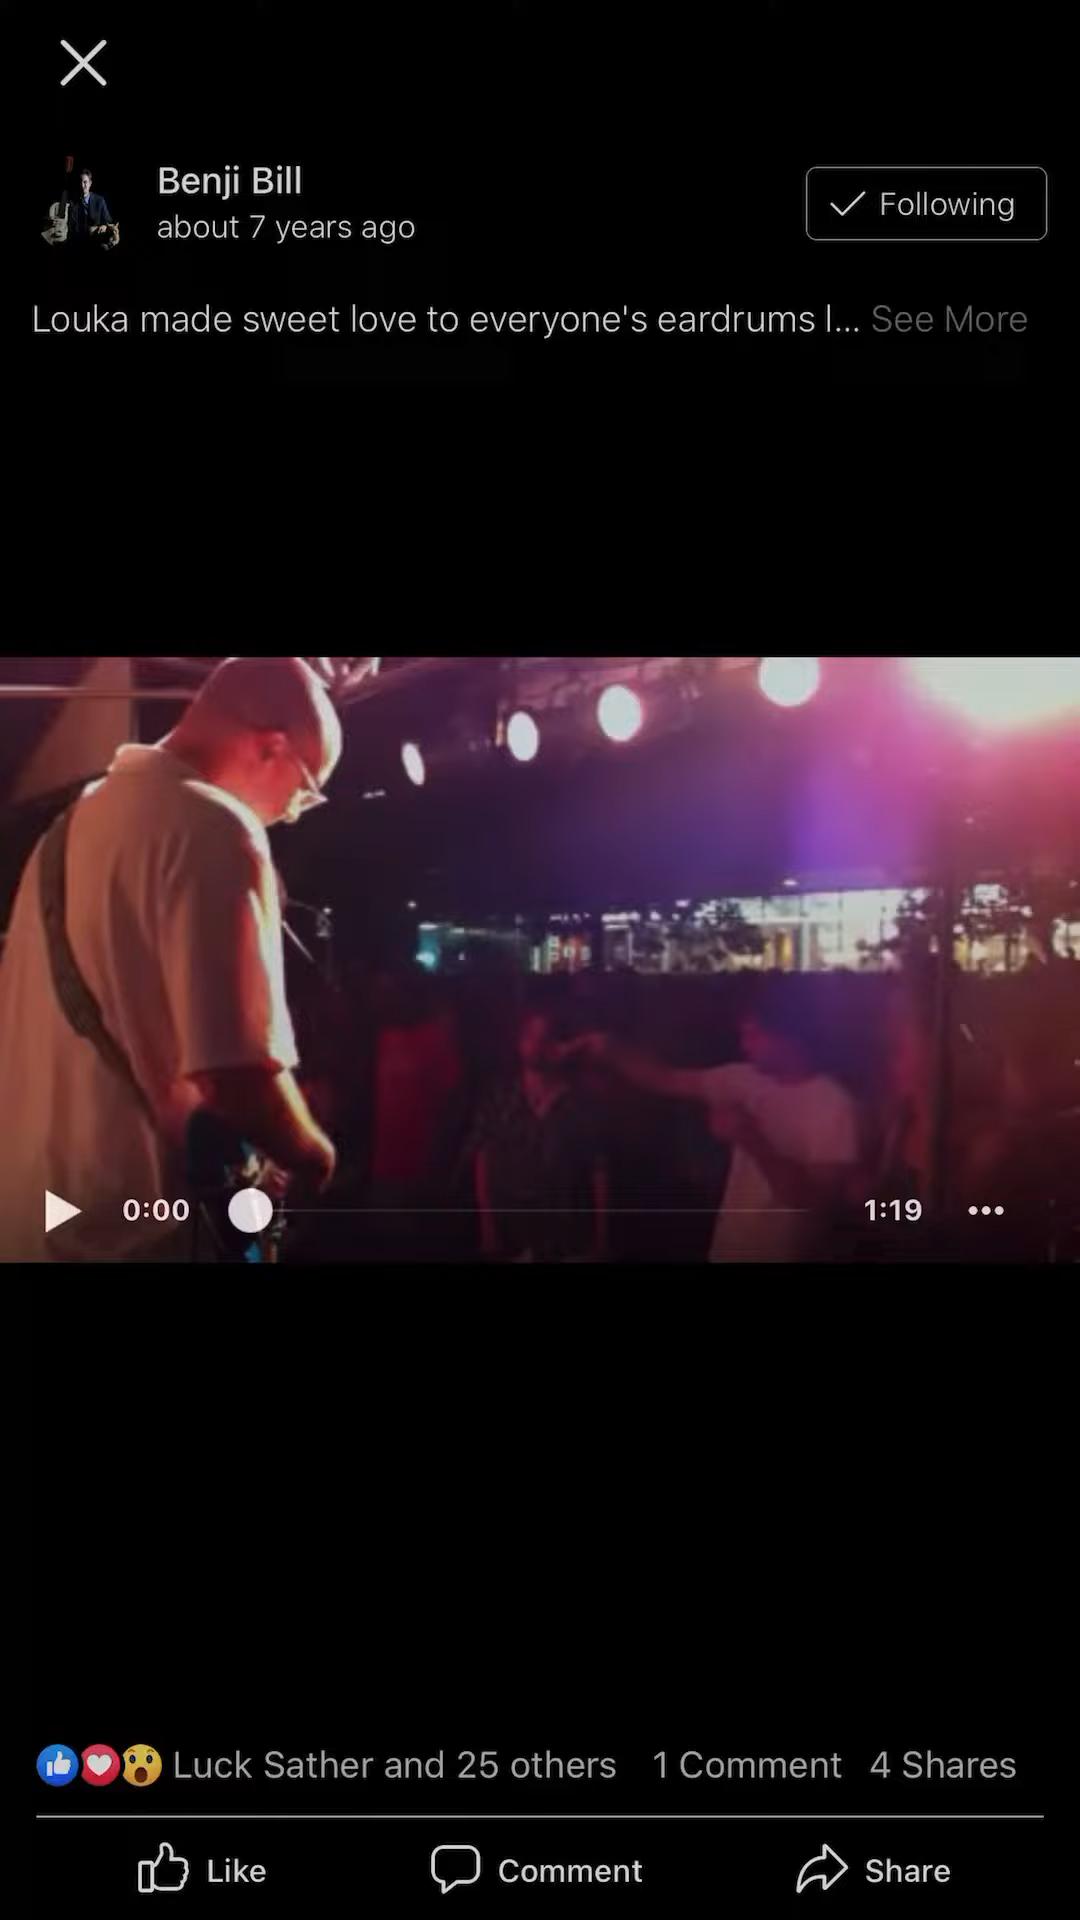 Benji Bill
about 7 years ago
Following
Louka made sweet love to everyone's eardrums l... See More
0:00
1:19
Luck Sather and 25 others 1 Comment 4 Shares
Like Comment Share